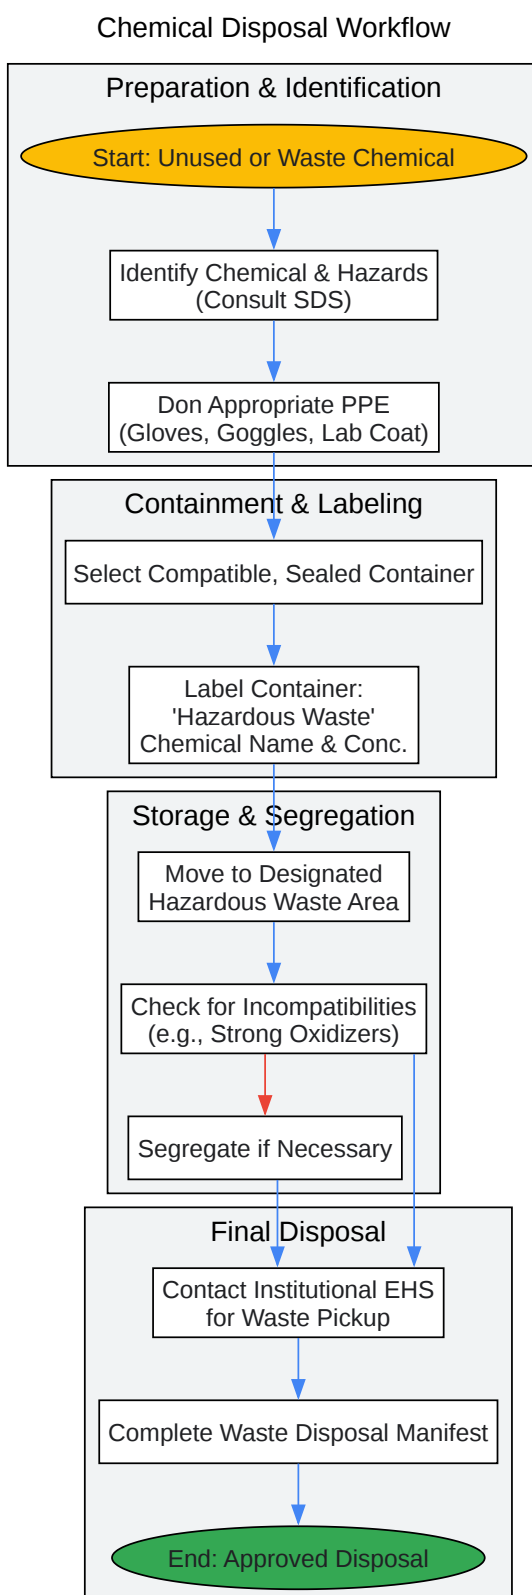 Chemical Disposal Workflow
Preparation & Identification
Start: Unused or Waste Chemical
Identify Chemical & Hazards
(Consult SDS)
Don Appropriate PPE
(Gloves, Goggles, Lab Coat)
Containment & Labeling
Select Compatible, Sealed Container
Label Container:
'Hazardous Waste'
Chemical Name & Conc.
Storage & Segregation
Move to Designated
Hazardous Waste Area
Check for Incompatibilities
(e.g., Strong Oxidizers)
Segregate if Necessary
Final Disposal
Contact Institutional EHS
for Waste Pickup
Complete Waste Disposal Manifest
End: Approved Disposal